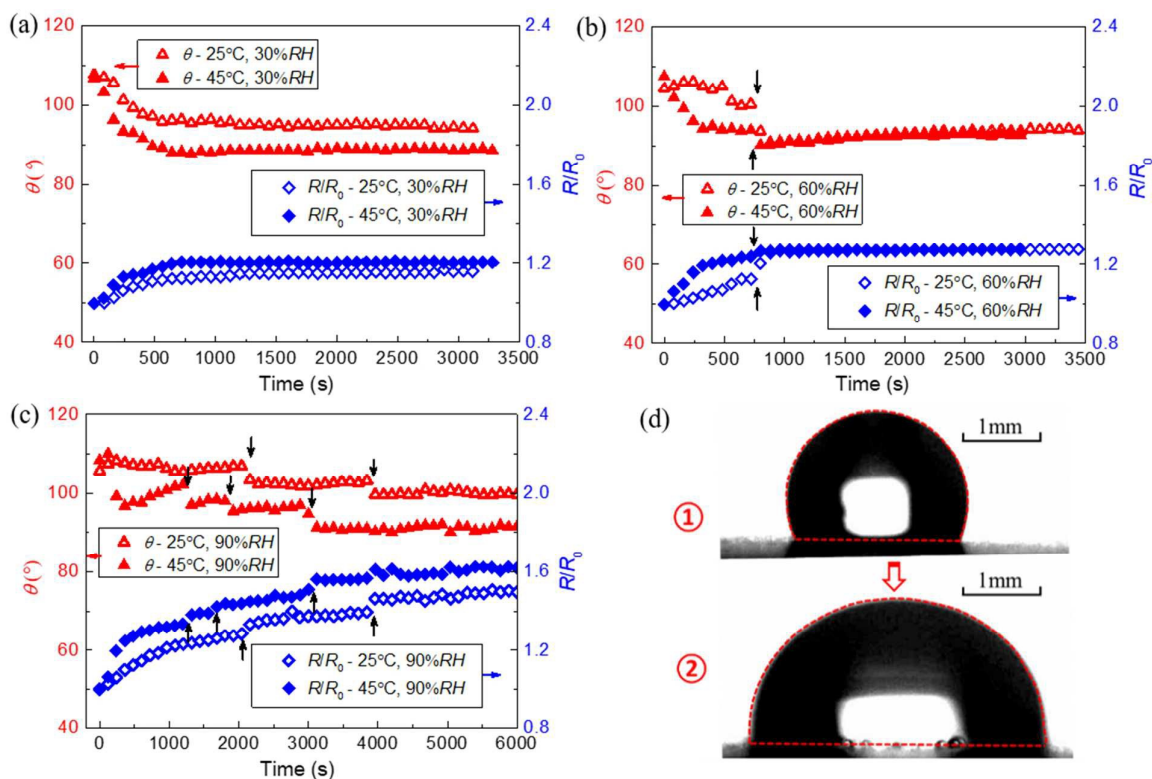 (a)
120
100
80
60
40
θ (°)
θ - 25°C, 30%RH
θ - 45°C, 30%RH
R/R0 - 25°C, 30%RH
R/R0 - 45°C, 30%RH
2.4
2.0
1.6
1.2
0.8
R/R0
0 500 1000 1500 2000 2500 3000 3500
Time (s)
(b)
120
100
80
60
40
θ (°)
θ - 25°C, 60%RH
θ - 45°C, 60%RH
R/R0 - 25°C, 60%RH
R/R0 - 45°C, 60%RH
2.4
2.0
1.6
1.2
0.8
R/R0
0 500 1000 1500 2000 2500 3000 3500
Time (s)
(c)
120
100
80
60
40
θ (°)
θ - 25°C, 90%RH
θ - 45°C, 90%RH
R/R0 - 25°C, 90%RH
R/R0 - 45°C, 90%RH
2.4
2.0
1.6
1.2
0.8
R/R0
0 1000 2000 3000 4000 5000 6000
Time (s)
(d)
1mm
①
1mm
②